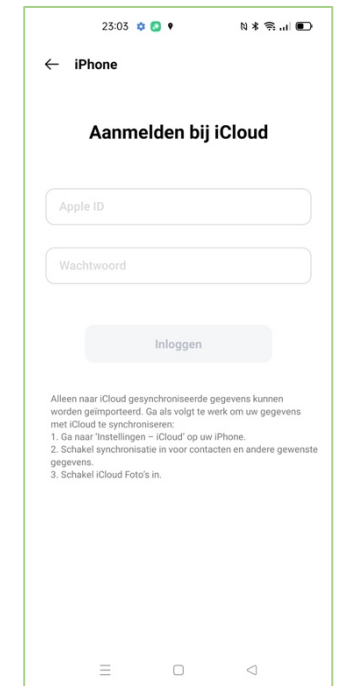 23:03
iPhone
Aanmelden bij iCloud
Apple ID
Wachtwoord
Inloggen
Alleen naar iCloud gesynchroniseerde gegevens kunnen
worden geïmporteerd. Ga als volgt te werk om uw gegevens
met iCloud te synchroniseren:
1. Ga naar 'Instellingen – iCloud' op uw iPhone.
2. Schakel synchronisatie in voor contacten en andere gewenste
gegevens.
3. Schakel iCloud Foto's in.